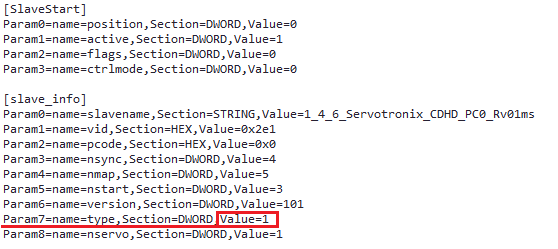 [SlaveStart]
Param0=name=position,Section=DWORD,Value=0
Param1=name=active,Section=DWORD,Value=1
Param2=name=flags,Section=DWORD,Value=0
Param3=name=ctrlmode,Section=DWORD,Value=0
[slave_info]
Param0=name=slavename,Section=STRING,Value=1_4_6_Servotronix_CDHD_PC0_Rv01ms
Param1=name=vid,Section=HEX,Value=0x2e1
Param2=name=pcode,Section=HEX,Value=0x0
Param3=name=nsync,Section=DWORD,Value=4
Param4=name=nmap,Section=DWORD,Value=5
Param5=name=nstart,Section=DWORD,Value=3
Param6=name=version,Section=DWORD,Value=101
Param7=name=type,Section=DWORD,Value=1
Param8=name=nservo,Section=DWORD,Value=1